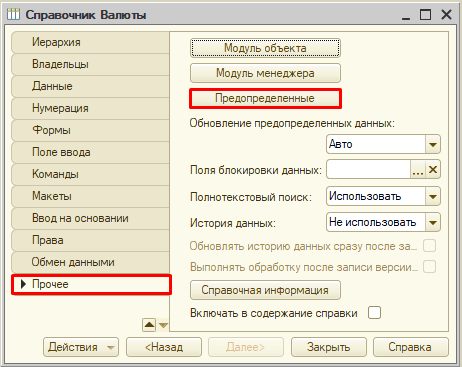 Справочник Валюты
Иерархия
Владельцы
Данные
Нумерация
Формы
Поле ввода
Команды
Макеты
Ввод на основании
Права
Обмен данными
Прочее
Модуль объекта
Модуль менеджера
Предопределенные
Обновление предопределенных данных:
Авто
Поля блокировки данных: ...
Полнотекстовый поиск: Использовать
История данных: Не использовать
Обновлять историю данных сразу после за...
Выполнять обработку после записи версии...
Справочная информация
Включать в содержание справки
Действия <Назад Далее> Закрыть Справка